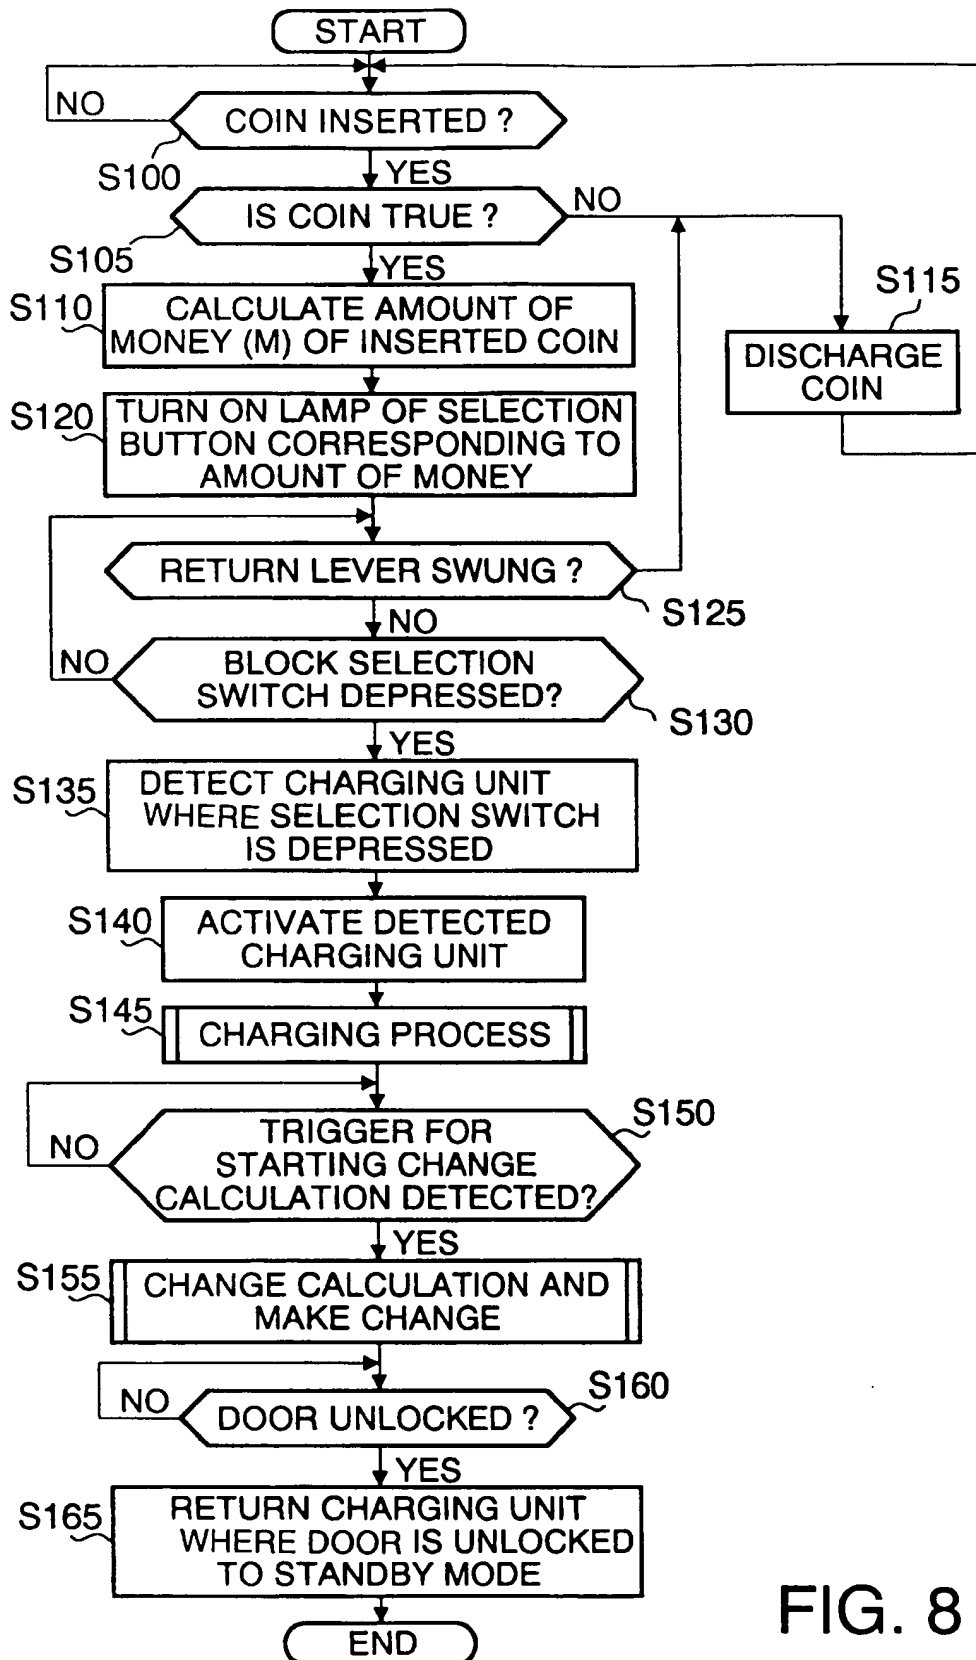 START
NO
COIN INSERTED ?
S100
YES
IS COIN TRUE ?
NO
S105
YES
S110
CALCULATE AMOUNT OF
MONEY (M) OF INSERTED COIN
S115
DISCHARGE
COIN
S120
TURN ON LAMP OF SELECTION
BUTTON CORRESPONDING TO
AMOUNT OF MONEY
RETURN LEVER SWUNG ?
S125
NO
NO
BLOCK SELECTION
SWITCH DEPRESSED?
S130
YES
S135
DETECT CHARGING UNIT
WHERE SELECTION SWITCH
IS DEPRESSED
S140
ACTIVATE DETECTED
CHARGING UNIT
S145
CHARGING PROCESS
S150
NO
TRIGGER FOR
STARTING CHANGE
CALCULATION DETECTED?
YES
S155
CHANGE CALCULATION AND
MAKE CHANGE
S160
NO
DOOR UNLOCKED ?
YES
S165
RETURN CHARGING UNIT
WHERE DOOR IS UNLOCKED
TO STANDBY MODE
END
FIG. 8